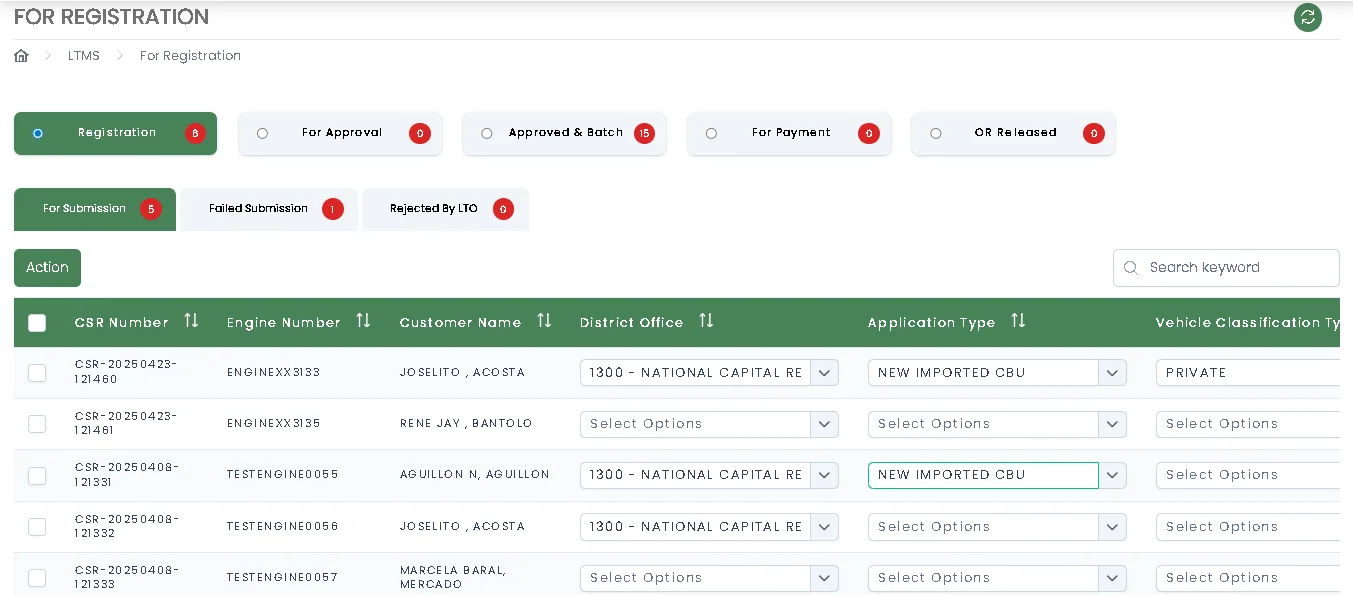 FOR REGISTRATION
LTMS
For Registration
Registration 6
For Approval 0
Approved & Batch 15
For Payment 0
OR Released 0
For Submission 5
Failed Submission 1
Rejected By LTO 0
Action
Search keyword
CSR Number
Engine Number
Customer Name
District Office
Application Type
Vehicle Classification Ty
CSR-20250423-
121460
ENGINEXX3133
JOSELITO , ACOSTA
1300 - NATIONAL CAPITAL RE
NEW IMPORTED CBU
PRIVATE
CSR-20250423-
121461
ENGINEXX3135
RENE JAY , BANTOLO
Select Options
Select Options
Select Options
CSR-20250408-
121331
TESTENGINE0055
AGUILLON N, AGUILLON
1300 - NATIONAL CAPITAL RE
NEW IMPORTED CBU
Select Options
CSR-20250408-
121332
TESTENGINE0056
JOSELITO , ACOSTA
1300 - NATIONAL CAPITAL RE
Select Options
Select Options
CSR-20250408-
121333
TESTENGINE0057
MARCELA BARAL,
MERCADO
Select Options
Select Options
Select Options